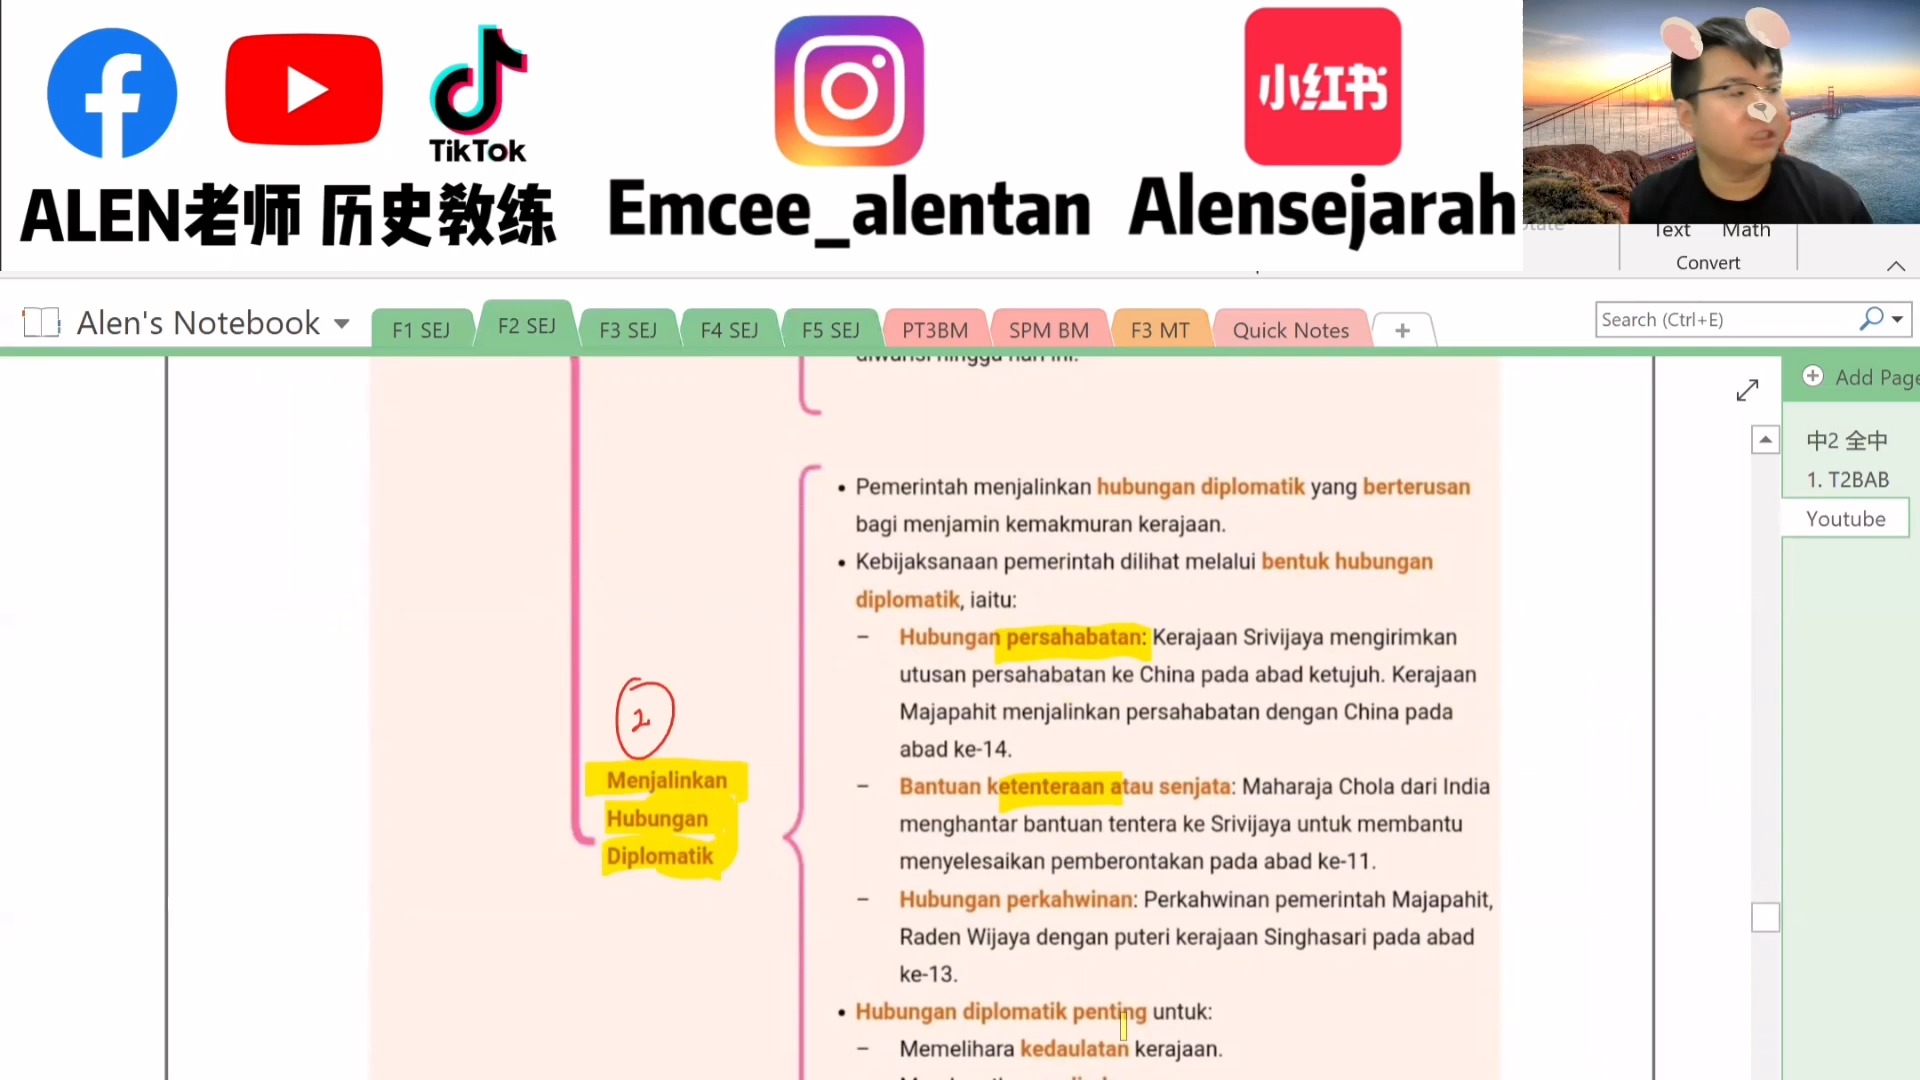 小红书
TikTok
ALEN老师 历史教练
Emcee_alentan
Alensejarah
Text Math
Convert
Alen's Notebook
F1 SEJ
F2 SEJ
F3 SEJ
F4 SEJ
F5 SEJ
PT3BM
SPM BM
F3 MT
Quick Notes
Search (Ctrl+E)
Add Page
中2 全中
1. T2BAB
Youtube
diwarisi hingga hari ini.
• Pemerintah menjalinkan hubungan diplomatik yang berterusan
bagi menjamin kemakmuran kerajaan.
• Kebijaksanaan pemerintah dilihat melalui bentuk hubungan
diplomatik, iaitu:
– Hubungan persahabatan: Kerajaan Srivijaya mengirimkan
utusan persahabatan ke China pada abad ketujuh. Kerajaan
Majapahit menjalinkan persahabatan dengan China pada
abad ke-14.
– Bantuan ketenteraan atau senjata: Maharaja Chola dari India
menghantar bantuan tentera ke Srivijaya untuk membantu
menyelesaikan pemberontakan pada abad ke-11.
– Hubungan perkahwinan: Perkahwinan pemerintah Majapahit,
Raden Wijaya dengan puteri kerajaan Singhasari pada abad
ke-13.
• Hubungan diplomatik penting untuk:
– Memelihara kedaulatan kerajaan.
2
Menjalinkan
Hubungan
Diplomatik